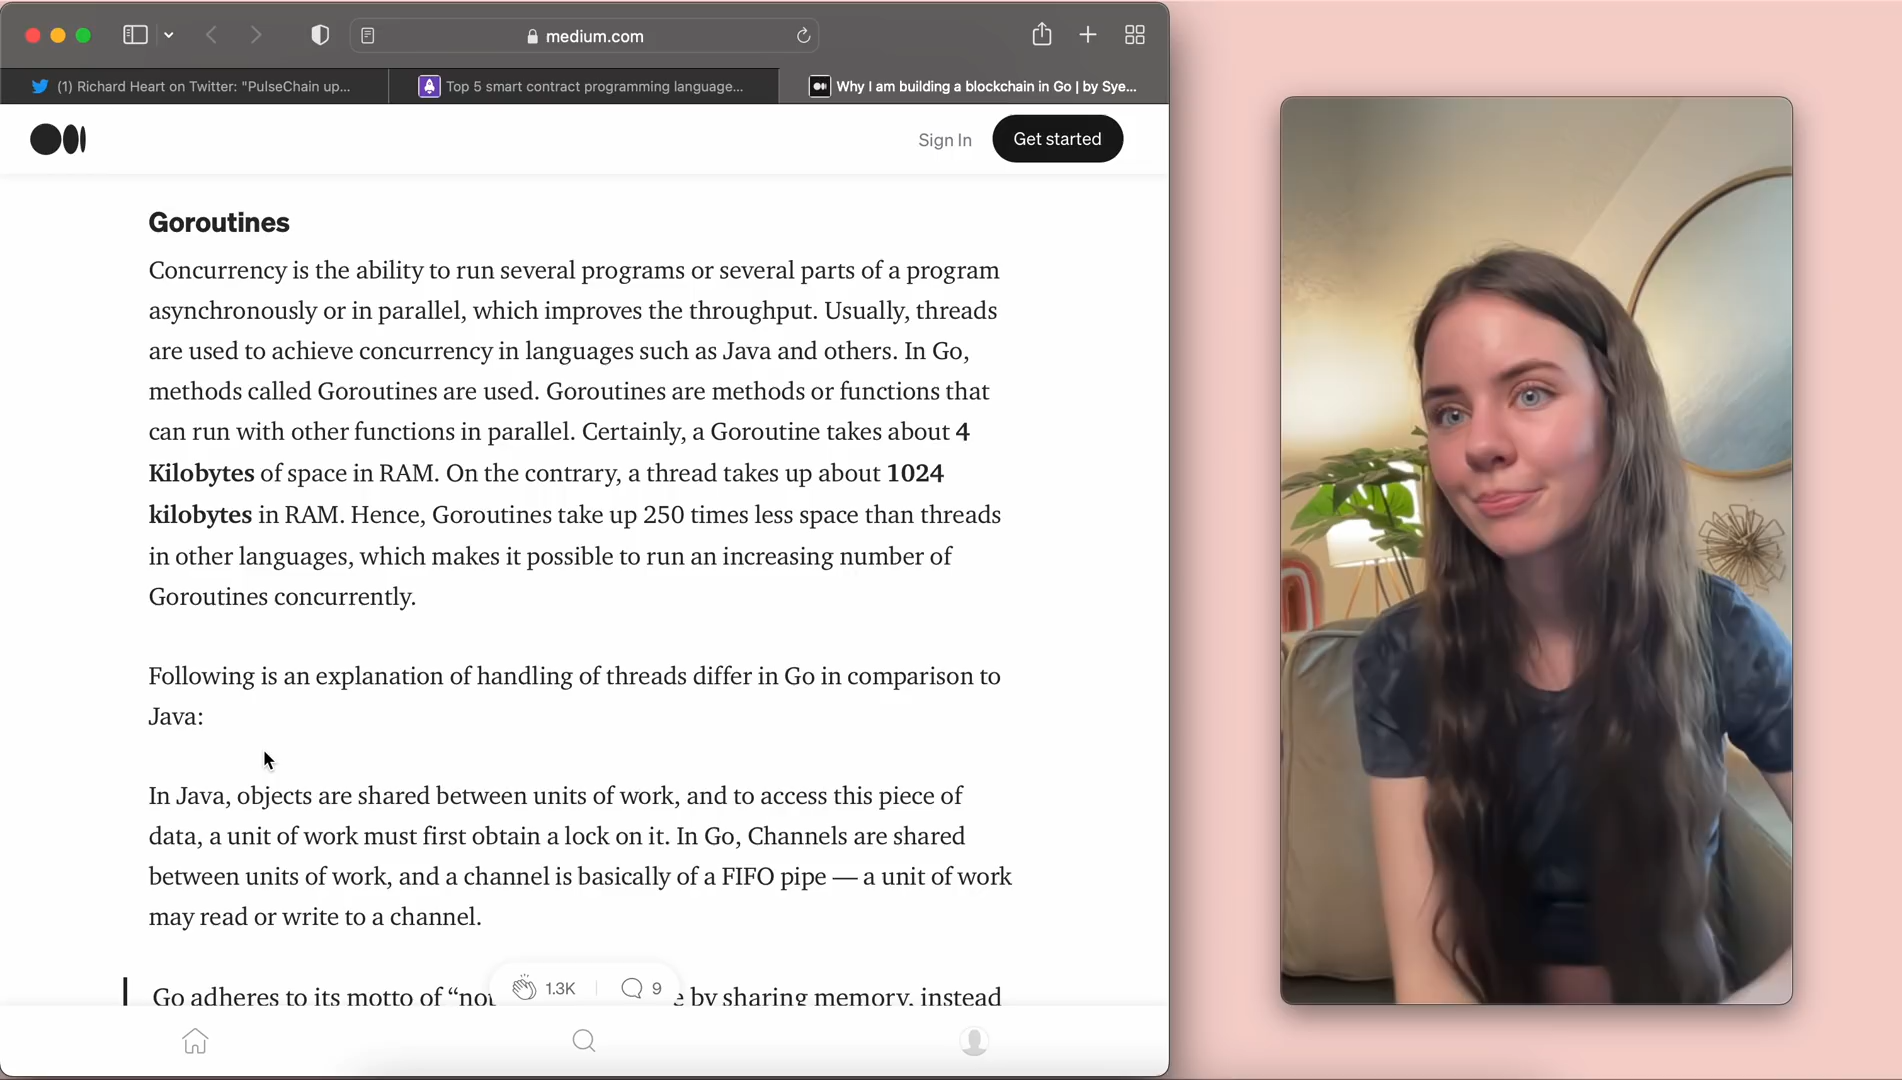 medium.com
(1) Richard Heart on Twitter: "PulseChain up...
Top 5 smart contract programming language...
Why I am building a blockchain in Go | by Sye...
Sign In
Get started
Goroutines
Concurrency is the ability to run several programs or several parts of a program
asynchronously or in parallel, which improves the throughput. Usually, threads
are used to achieve concurrency in languages such as Java and others. In Go,
methods called Goroutines are used. Goroutines are methods or functions that
can run with other functions in parallel. Certainly, a Goroutine takes about 4
Kilobytes of space in RAM. On the contrary, a thread takes up about 1024
kilobytes in RAM. Hence, Goroutines take up 250 times less space than threads
in other languages, which makes it possible to run an increasing number of
Goroutines concurrently.
Following is an explanation of handling of threads differ in Go in comparison to
Java:
In Java, objects are shared between units of work, and to access this piece of
data, a unit of work must first obtain a lock on it. In Go, Channels are shared
between units of work, and a channel is basically of a FIFO pipe — a unit of work
may read or write to a channel.
Go adheres to its motto of “not by sharing memory, instead
1.3K
9